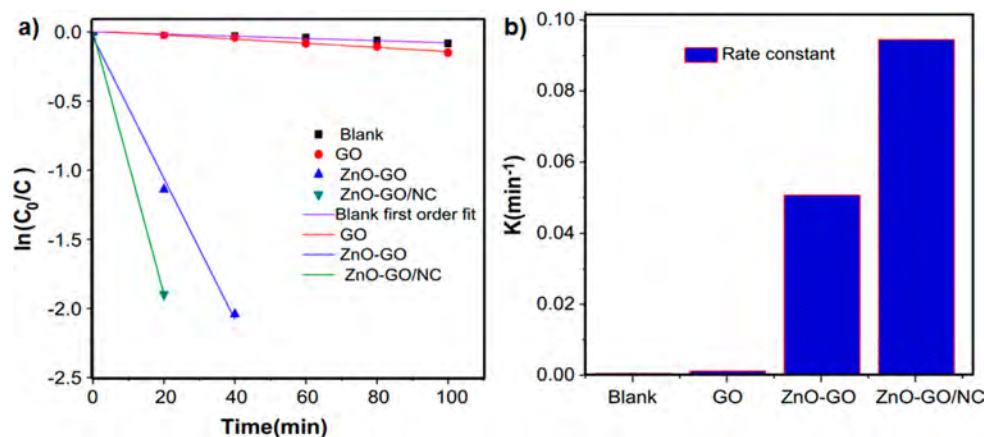 a)
0.0
-0.5
-1.0
-1.5
-2.0
-2.5
ln(C0/C)
Blank
GO
ZnO-GO
ZnO-GO/NC
Blank first order fit
GO
ZnO-GO
ZnO-GO/NC
0 20 40 60 80 100
Time(min)
b)
0.10
0.08
0.06
0.04
0.02
0.00
K(min⁻¹)
Rate constant
Blank GO ZnO-GO ZnO-GO/NC